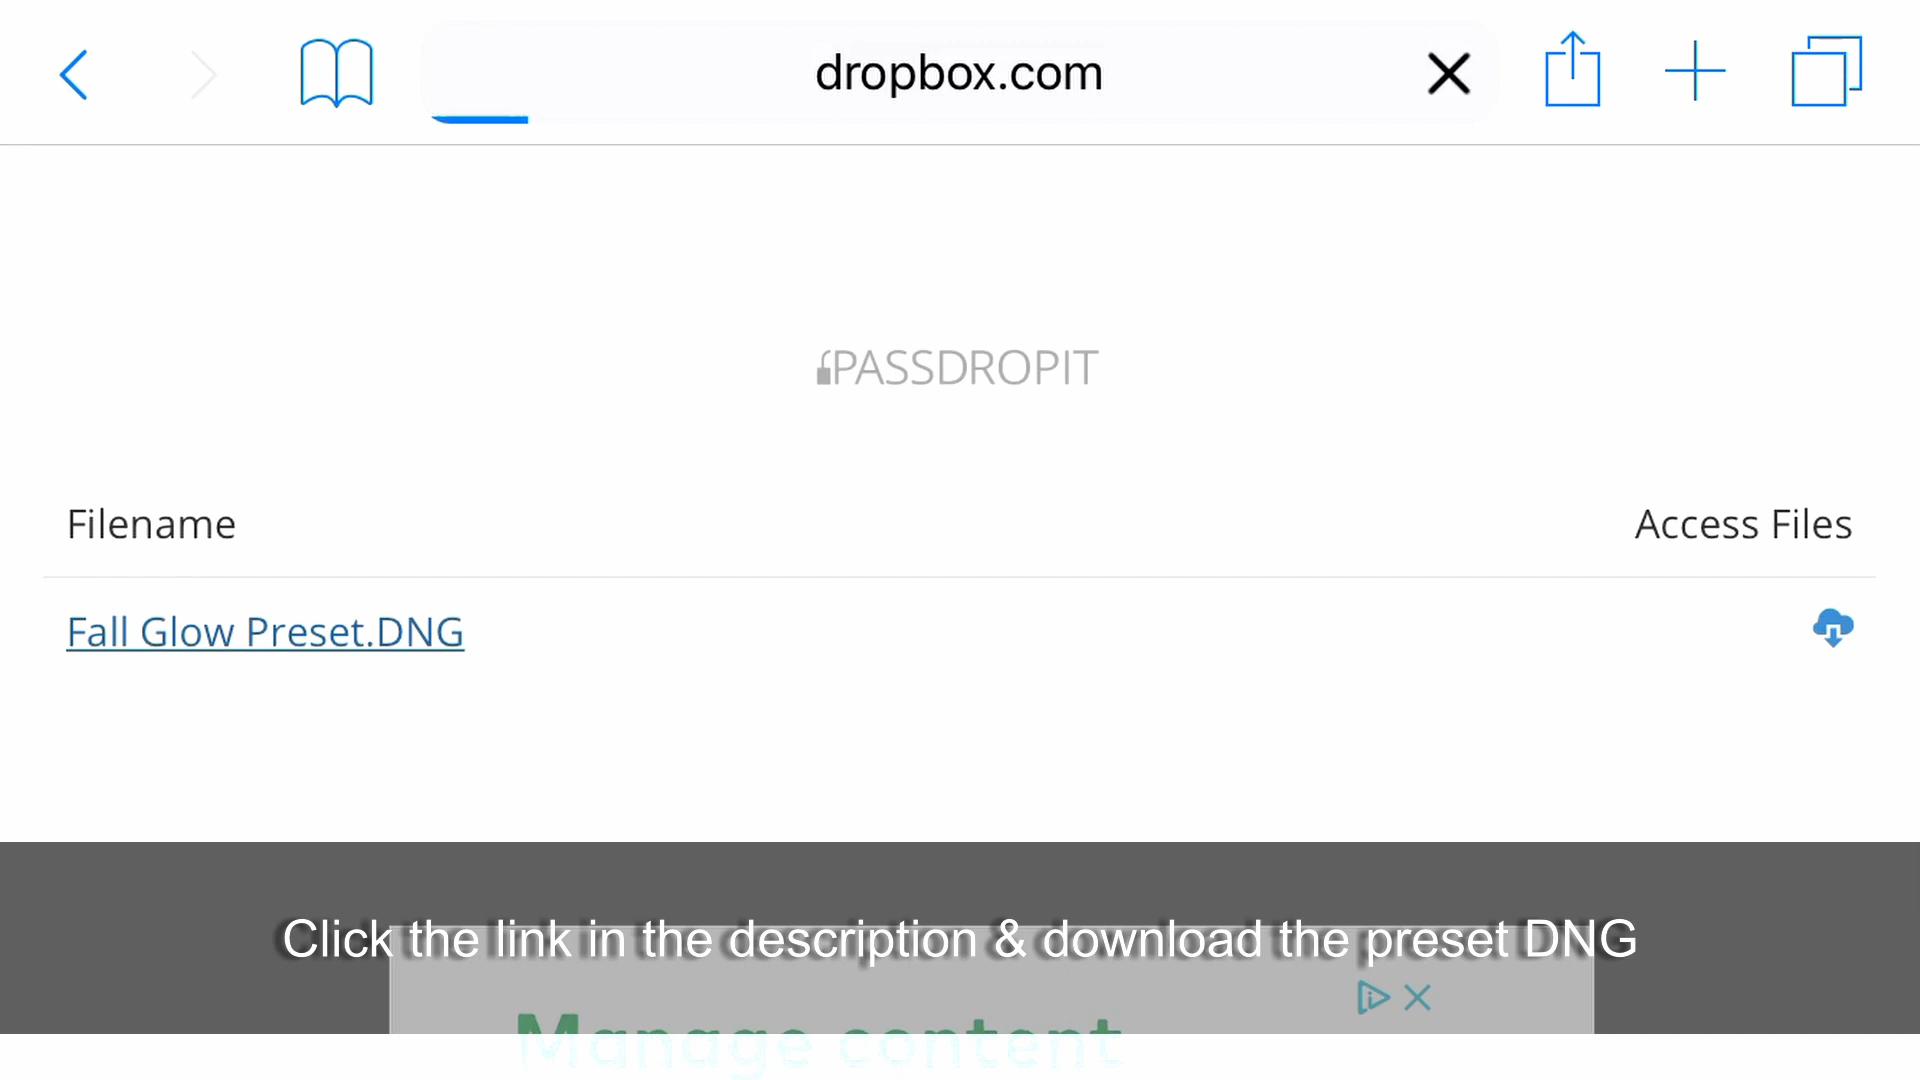 dropbox.com
PASSDROPIT
Filename
Access Files
Fall Glow Preset.DNG
Click the link in the description & download the preset DNG
Manage content